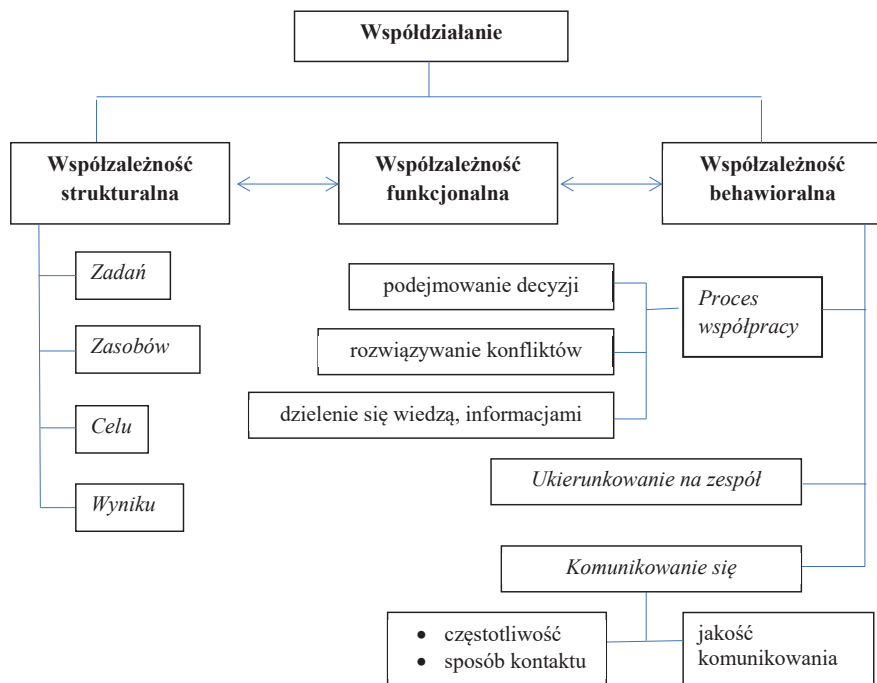 Współdziałanie
Współzależność
strukturalna
Współzależność
funkcjonalna
Współzależność
behawioralna
Zadań
Zasobów
Celu
Wyniku
podejmowanie decyzji
rozwiązywanie konfliktów
dzielenie się wiedzą, informacjami
Proces
współpracy
Ukierunkowanie na zespół
Komunikowanie się
• częstotliwość
• sposób kontaktu
jakość
komunikowania